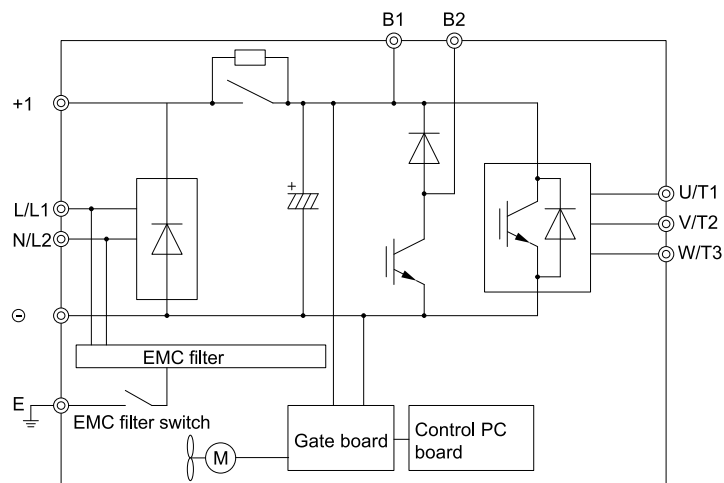 B1
B2
+1
+
L/L1
N/L2
U/T1
V/T2
W/T3
⊖
EMC filter
E
EMC filter switch
Gate board
Control PC
board
M